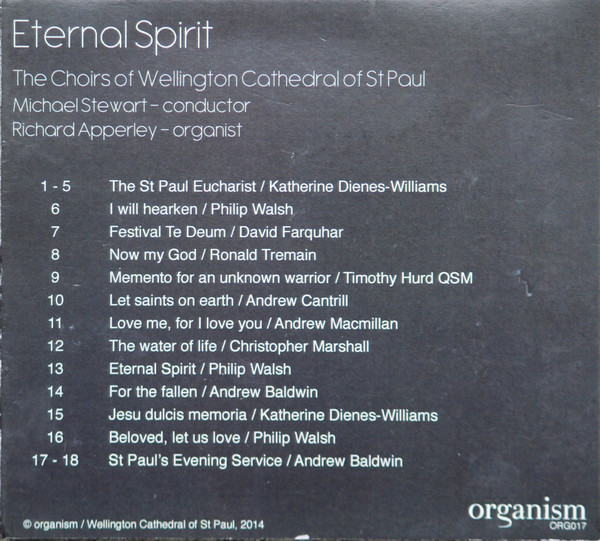 Eternal Spirit
The Choirs of Wellington Cathedral of St Paul
Michael Stewart – conductor
Richard Apperley – organist
1 - 5 The St Paul Eucharist / Katherine Dienes-Williams
6 I will hearken / Philip Walsh
7 Festival Te Deum / David Farquhar
8 Now my God / Ronald Tremain
9 Memento for an unknown warrior / Timothy Hurd QSM
10 Let saints on earth / Andrew Cantrill
11 Love me, for I love you / Andrew Macmillan
12 The water of life / Christopher Marshall
13 Eternal Spirit / Philip Walsh
14 For the fallen / Andrew Baldwin
15 Jesu dulcis memoria / Katherine Dienes-Williams
16 Beloved, let us love / Philip Walsh
17 - 18 St Paul's Evening Service / Andrew Baldwin
organism
ORG017
© organism / Wellington Cathedral of St Paul, 2014